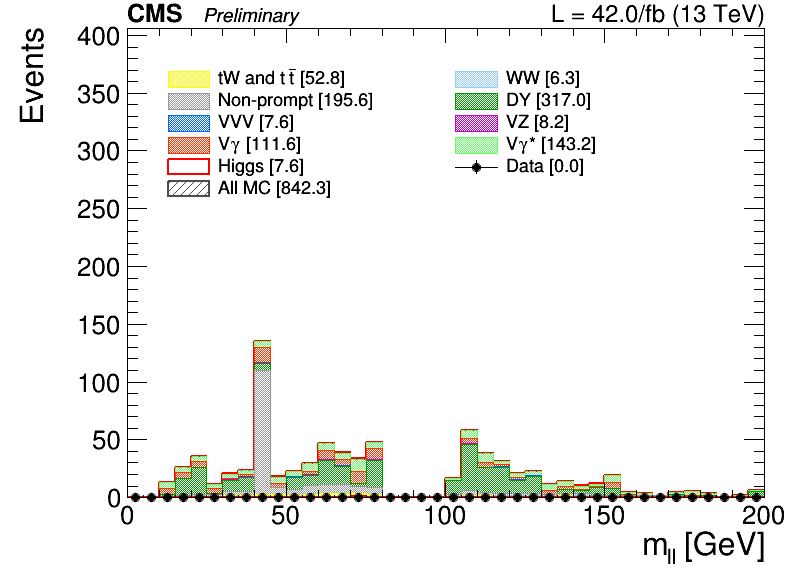 CMS Preliminary L = 42.0/fb (13 TeV)
Events
400
350
300
250
200
150
100
50
0
tW and tt̅ [52.8]
Non-prompt [195.6]
VVV [7.6]
Vγ [111.6]
Higgs [7.6]
All MC [842.3]
WW [6.3]
DY [317.0]
VZ [8.2]
Vγ* [143.2]
Data [0.0]
0 50 100 150 200
m_ll [GeV]